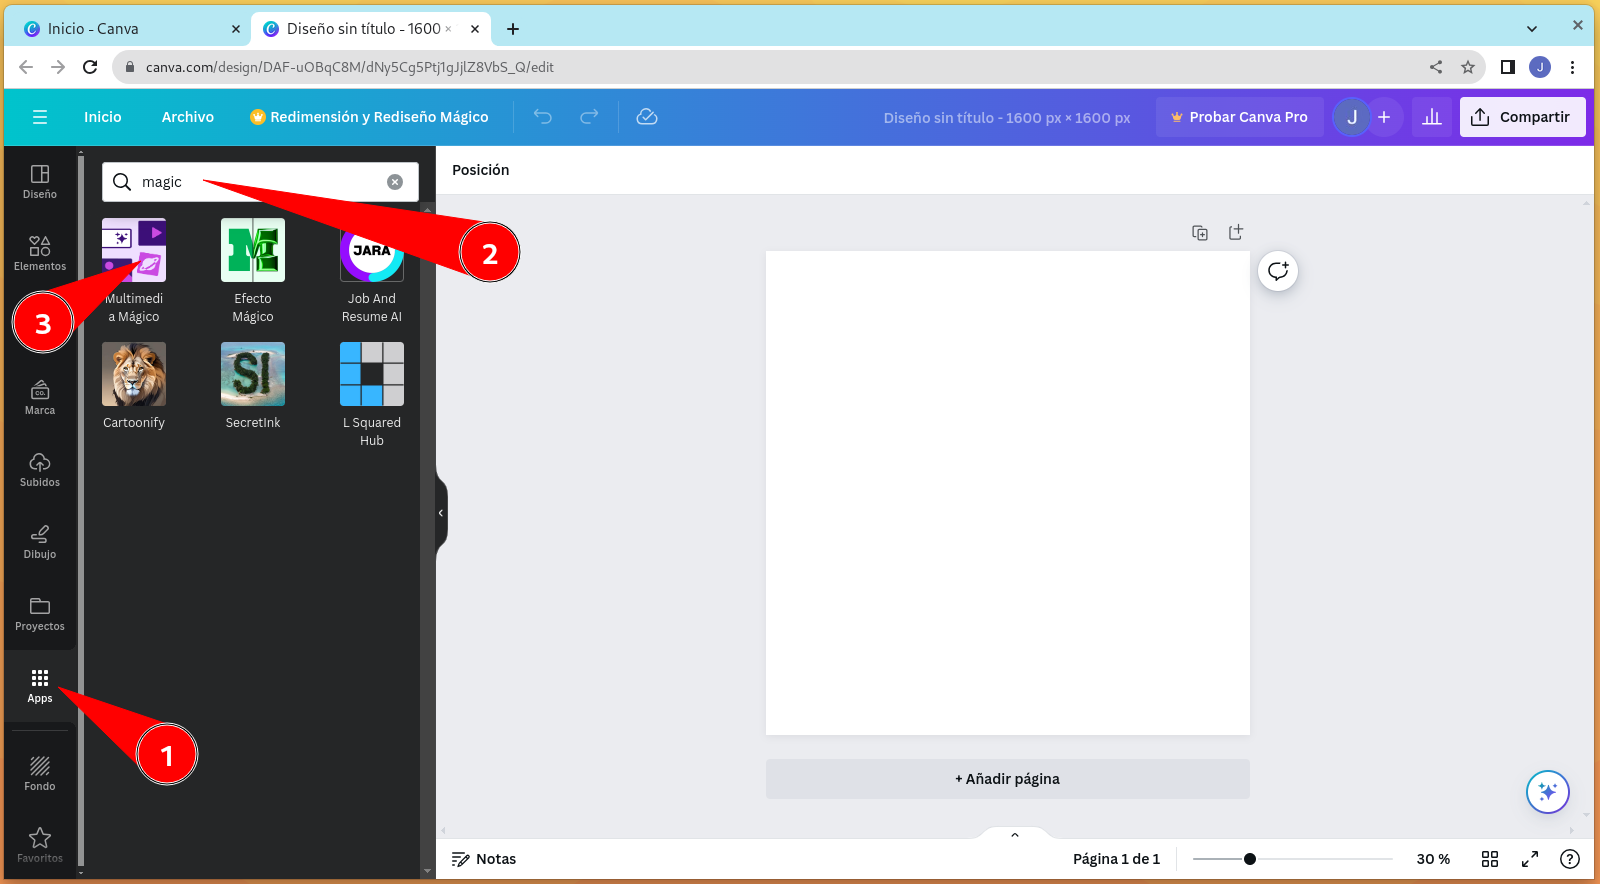 Inicio - Canva
Diseño sin título - 1600 ×
canva.com/design/DAF-uOBqC8M/dNy5Cg5Ptj1gJjlZ8VbS_Q/edit
J
Inicio
Archivo
Redimensión y Rediseño Mágico
Diseño sin título - 1600 px × 1600 px
Probar Canva Pro
J
+
Compartir
Diseño
Elementos
Marca
CO.
Subidos
Dibujo
Proyectos
Apps
Fondo
Favoritos
magic
Multimedi
a Mágico
M
Efecto
Mágico
JARA
Job And
Resume AI
Cartoonify
SI
SecretInk
L Squared
Hub
1
2
3
Posición
+ Añadir página
Notas
Página 1 de 1
30 %
?